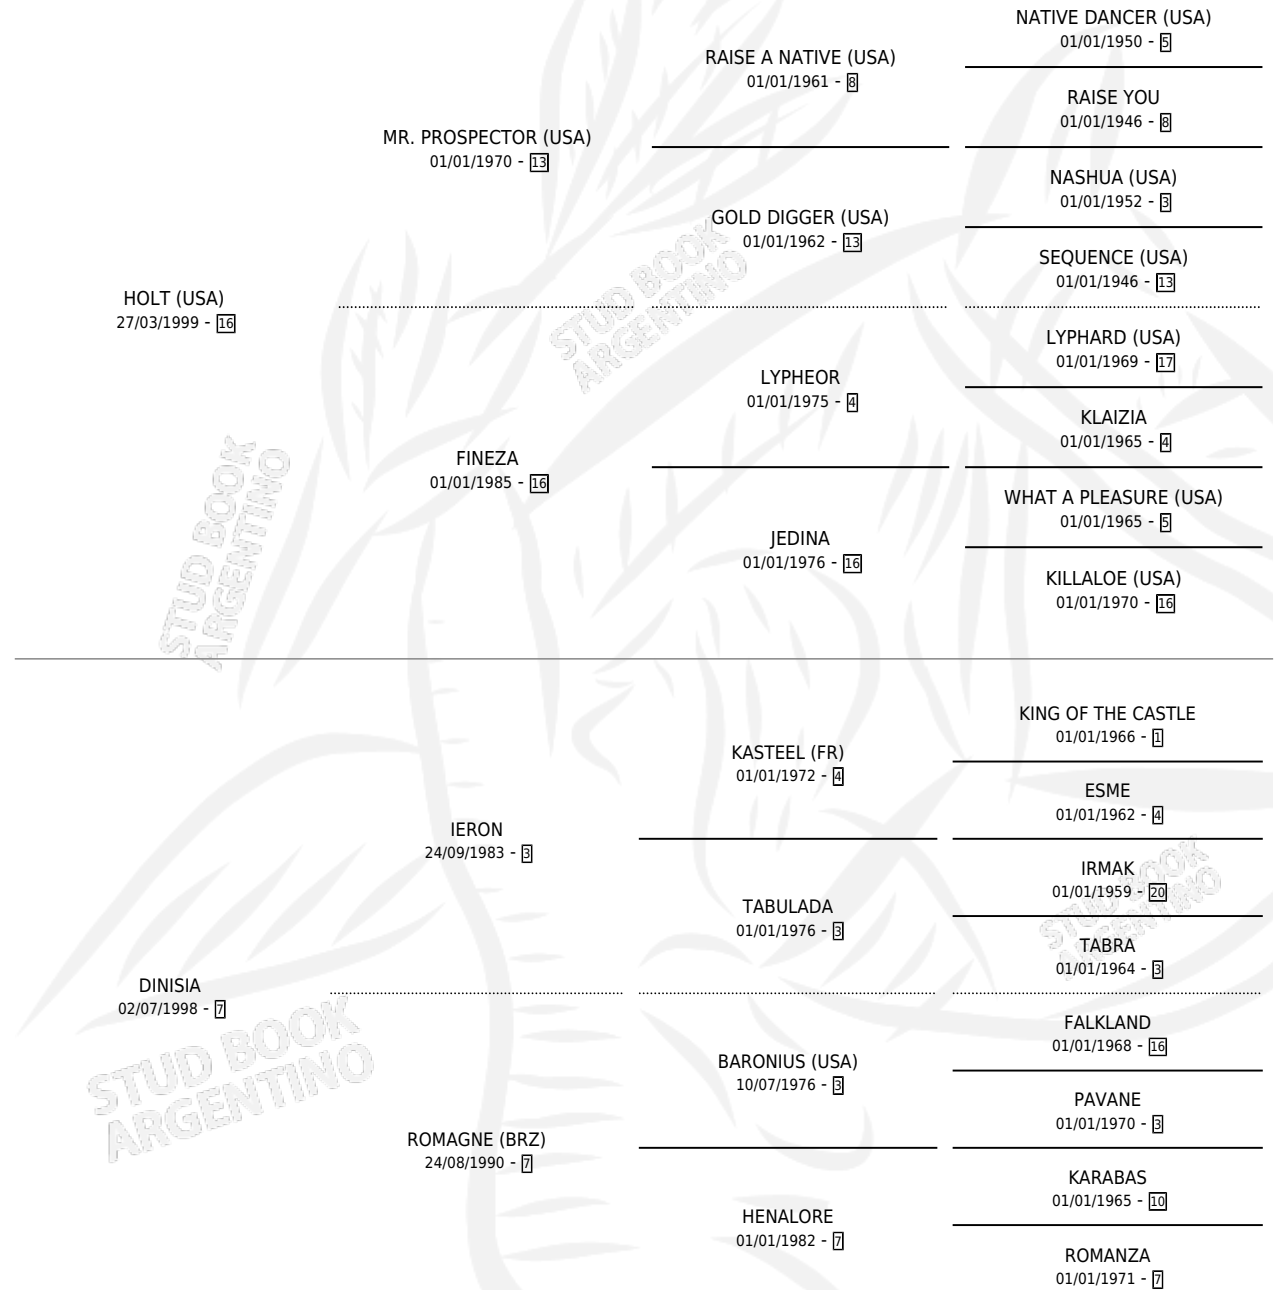 NATIVE DANCER (USA)
01/01/1950 - 5
RAISE A NATIVE (USA)
01/01/1961 - 8
RAISE YOU
01/01/1946 - 8
MR. PROSPECTOR (USA)
01/01/1970 - 13
NASHUA (USA)
01/01/1952 - 3
GOLD DIGGER (USA)
01/01/1962 - 13
SEQUENCE (USA)
01/01/1946 - 13
HOLT (USA)
27/03/1999 - 16
STUD BOOK
ARGENTINO
LYPHARD (USA)
01/01/1969 - 17
LYPHEOR
01/01/1975 - 4
KLAIZIA
01/01/1965 - 4
FINEZA
01/01/1985 - 16
WHAT A PLEASURE (USA)
01/01/1965 - 5
JEDINA
01/01/1976 - 16
KILLALOE (USA)
01/01/1970 - 16
STUD BOOK
ARGENTINO
KING OF THE CASTLE
01/01/1966 - 1
KASTEEL (FR)
01/01/1972 - 4
ESME
01/01/1962 - 4
IERON
24/09/1983 - 3
IRMAK
01/01/1959 - 20
TABULADA
01/01/1976 - 3
TABRA
01/01/1964 - 3
STUD BOOK
ARGENTINO
DINISIA
02/07/1998 - 7
FALKLAND
01/01/1968 - 16
BARONIUS (USA)
10/07/1976 - 3
PAVANE
01/01/1970 - 3
STUD BOOK
ARGENTINO
ROMAGNE (BRZ)
24/08/1990 - 7
KARABAS
01/01/1965 - 10
HENALORE
01/01/1982 - 7
ROMANZA
01/01/1971 - 7